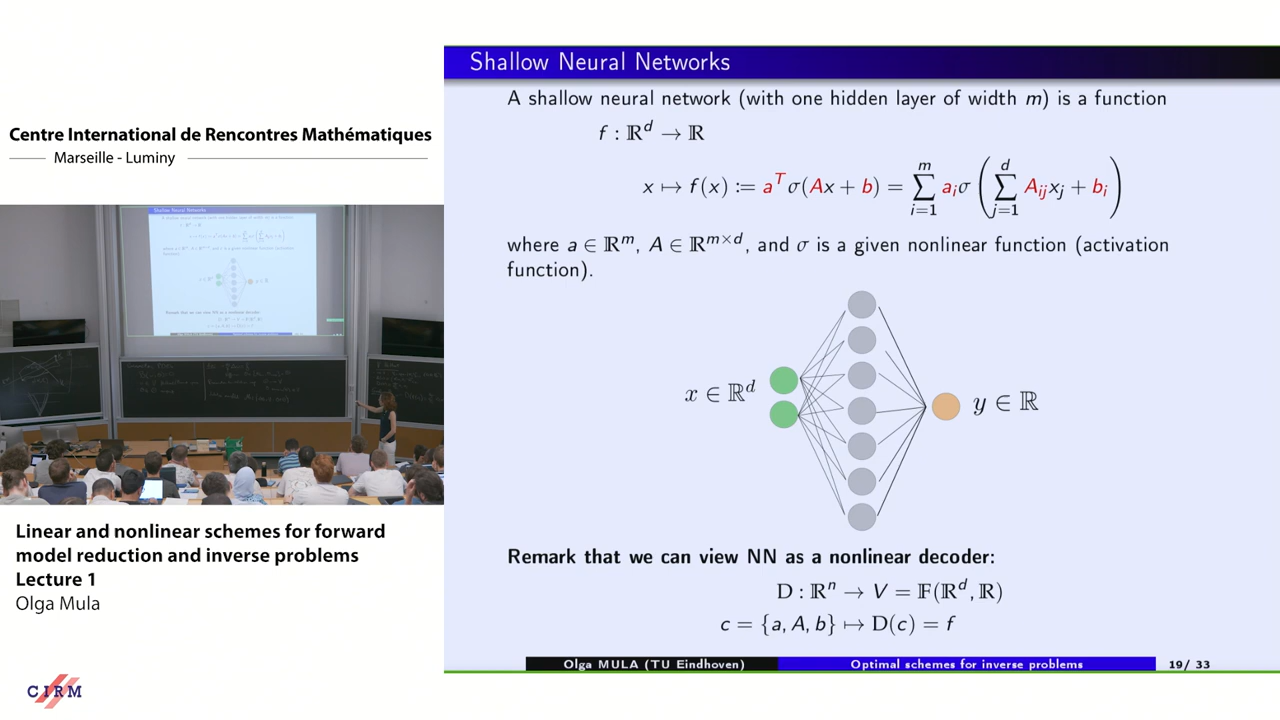 Centre International de Rencontres Mathématiques
Marseille - Luminy
Linear and nonlinear schemes for forward
model reduction and inverse problems
Lecture 1
Olga Mula
CIRM
Shallow Neural Networks
A shallow neural network (with one hidden layer of width m) is a function
f : ℝ^d → ℝ
x ↦ f(x) := a^T σ(Ax + b) = ∑_{i=1}^{m} a_i σ ( ∑_{j=1}^{d} A_{ij} x_j + b_i )
where a ∈ ℝ^m, A ∈ ℝ^{m×d}, and σ is a given nonlinear function (activation
function).
x ∈ ℝ^d
y ∈ ℝ
Remark that we can view NN as a nonlinear decoder:
D : ℝ^n → V = 𝔽(ℝ^d, ℝ)
c = {a, A, b} ↦ D(c) = f
Olga MULA (TU Eindhoven) Optimal schemes for inverse problems 19/ 33